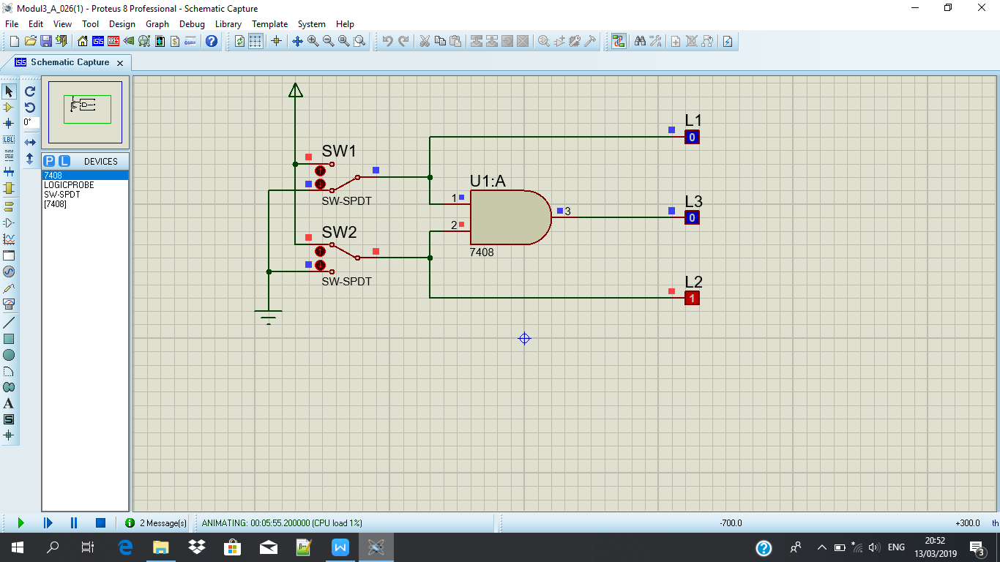 Modul3_A_026(1) - Proteus 8 Professional - Schematic Capture
File Edit View Tool Design Graph Debug Library Template System Help
Schematic Capture
0°
LBL
P L DEVICES
7408
LOGICPROBE
SW-SPDT
[7408]
A
S
L1
0
SW1
SW-SPDT
U1:A
1
2
3
7408
L3
0
SW2
SW-SPDT
L2
1
2 Message(s)
ANIMATING: 00:05:55.200000 (CPU load 1%)
-700.0
+300.0
th
ENG
20:52
13/03/2019
3